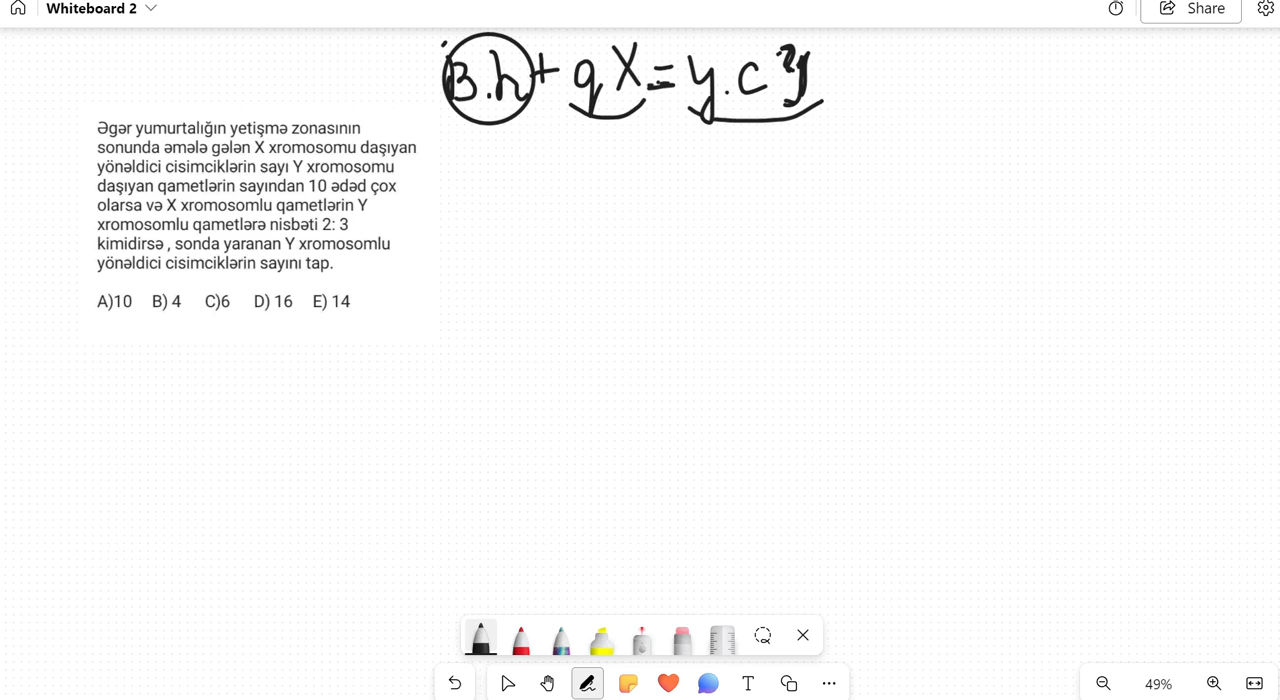 Whiteboard 2
Share
B.h + qX = y.c²y
Əgər yumurtalığın yetişmə zonasının
sonunda əmələ gələn X xromosomu daşıyan
yönəldici cisimciklərin sayı Y xromosomu
daşıyan qametlərin sayından 10 ədəd çox
olarsa və X xromosomlu qametlərin Y
xromosomlu qametlərə nisbəti 2: 3
kimidirsə , sonda yaranan Y xromosomlu
yönəldici cisimciklərin sayını tap.
A)10 B) 4 C)6 D) 16 E) 14
T
49%